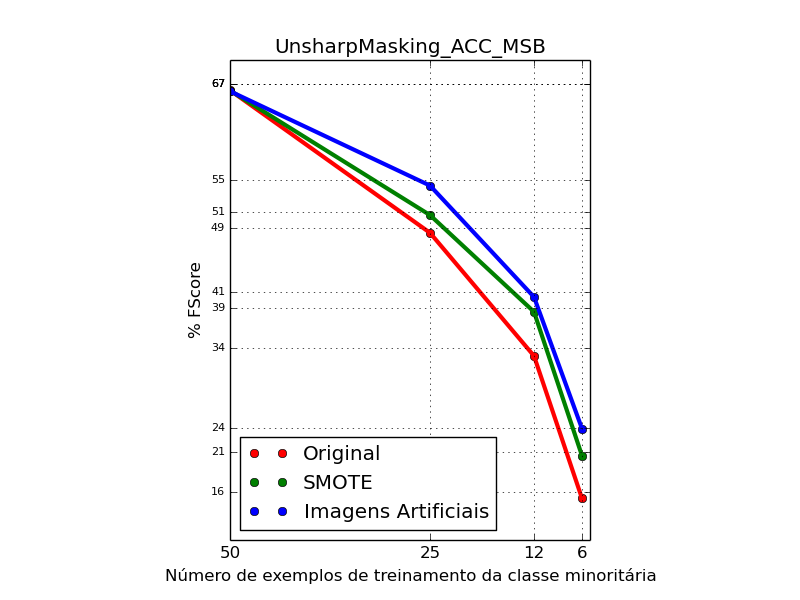 UnsharpMasking_ACC_MSB
67
55
51
49
41
39
34
24
21
16
% FScore
Original
SMOTE
Imagens Artificiais
50 25 12 6
Número de exemplos de treinamento da classe minoritária